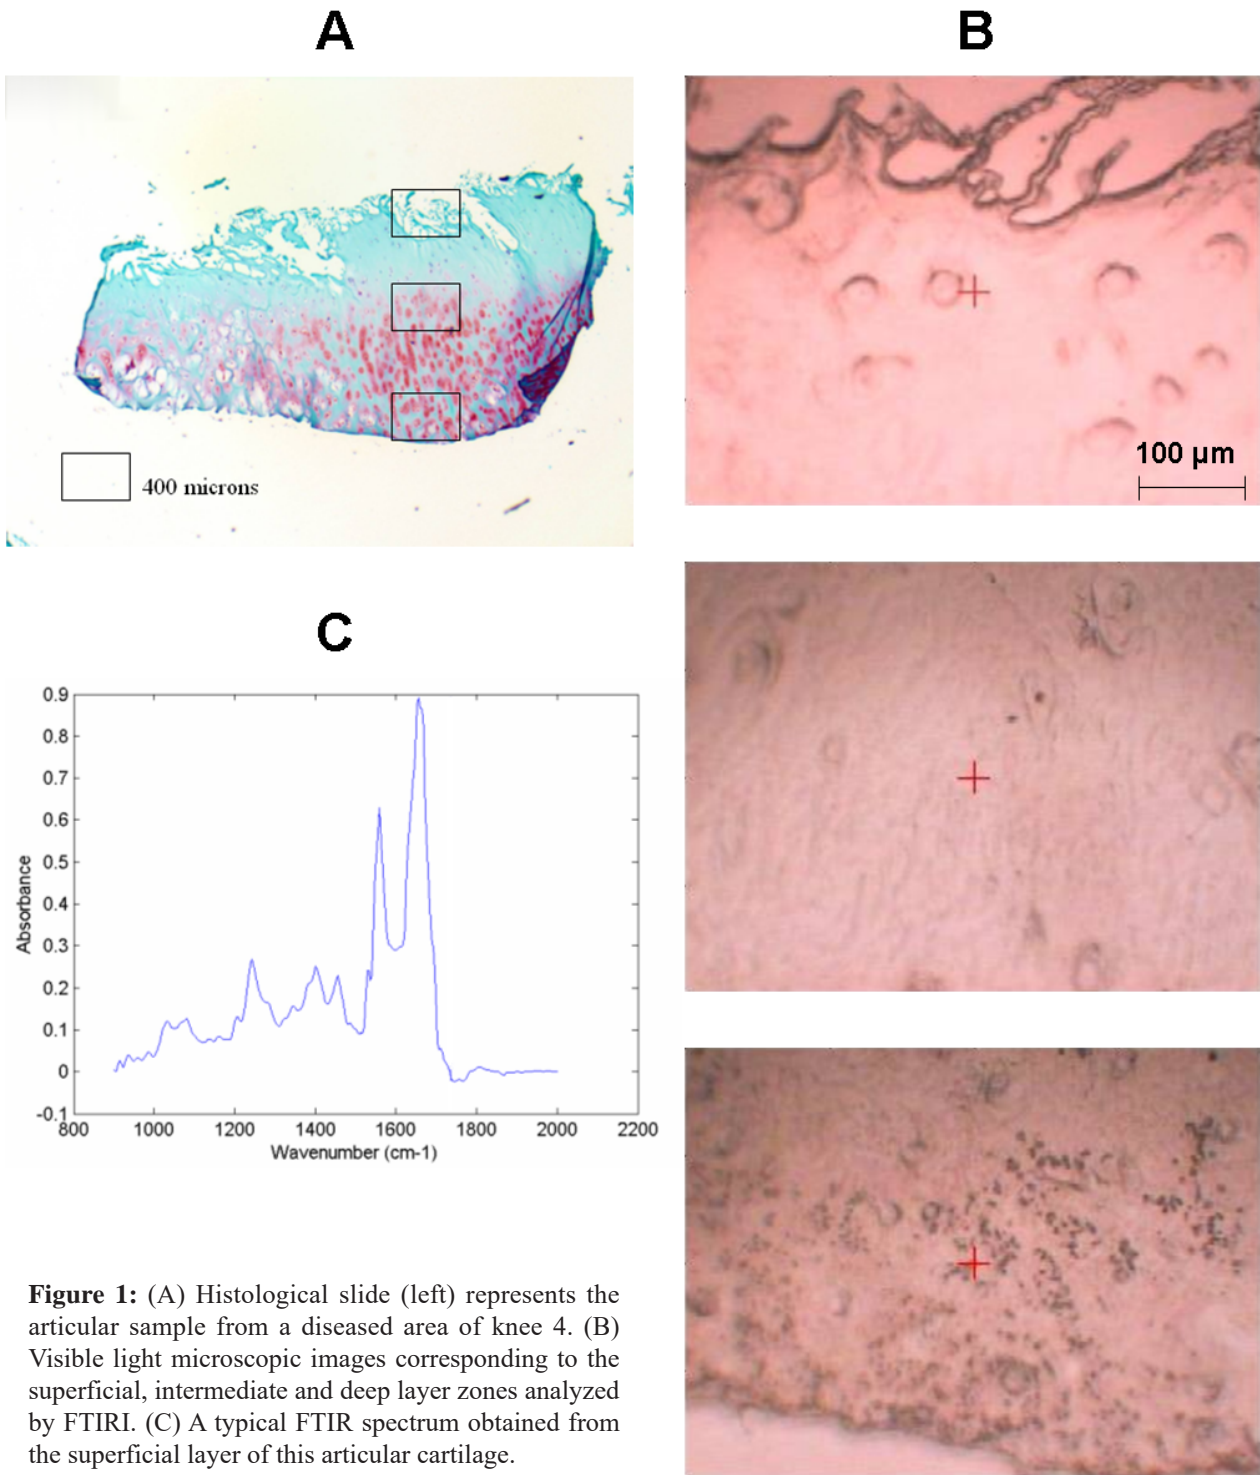 A
B
400 microns
100 µm
C
0.9
0.8
0.7
0.6
0.5
0.4
0.3
0.2
0.1
0
-0.1
Absorbance
800 1000 1200 1400 1600 1800 2000 2200
Wavenumber (cm-1)
Figure 1: (A) Histological slide (left) represents the
articular sample from a diseased area of knee 4. (B)
Visible light microscopic images corresponding to the
superficial, intermediate and deep layer zones analyzed
by FTIRI. (C) A typical FTIR spectrum obtained from
the superficial layer of this articular cartilage.